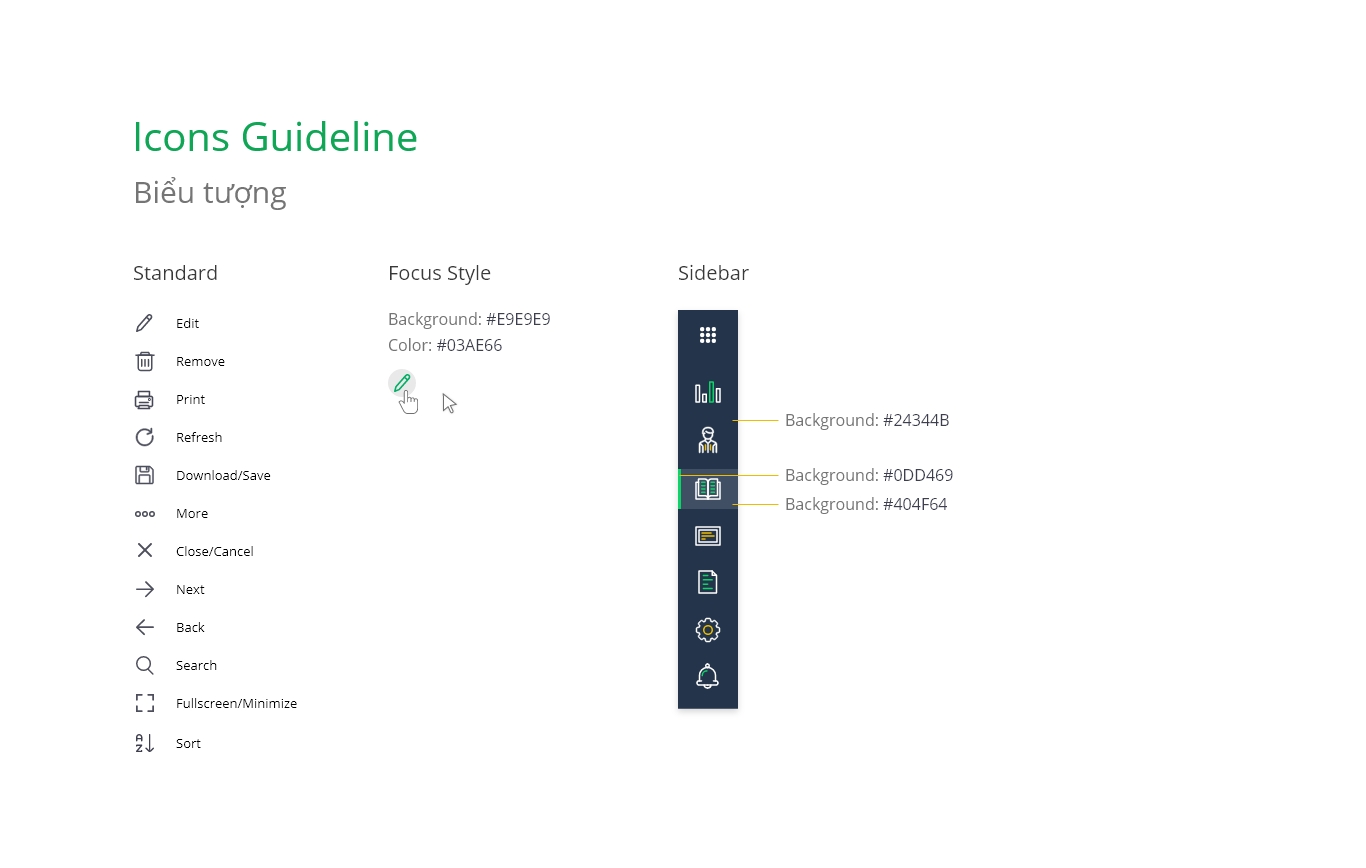 Icons Guideline
Biểu tượng
Standard
Edit
Remove
Print
Refresh
Download/Save
More
Close/Cancel
Next
Back
Search
Fullscreen/Minimize
A
Z
Sort
Focus Style
Background: #E9E9E9
Color: #03AE66
Sidebar
Background: #24344B
Background: #0DD469
Background: #404F64